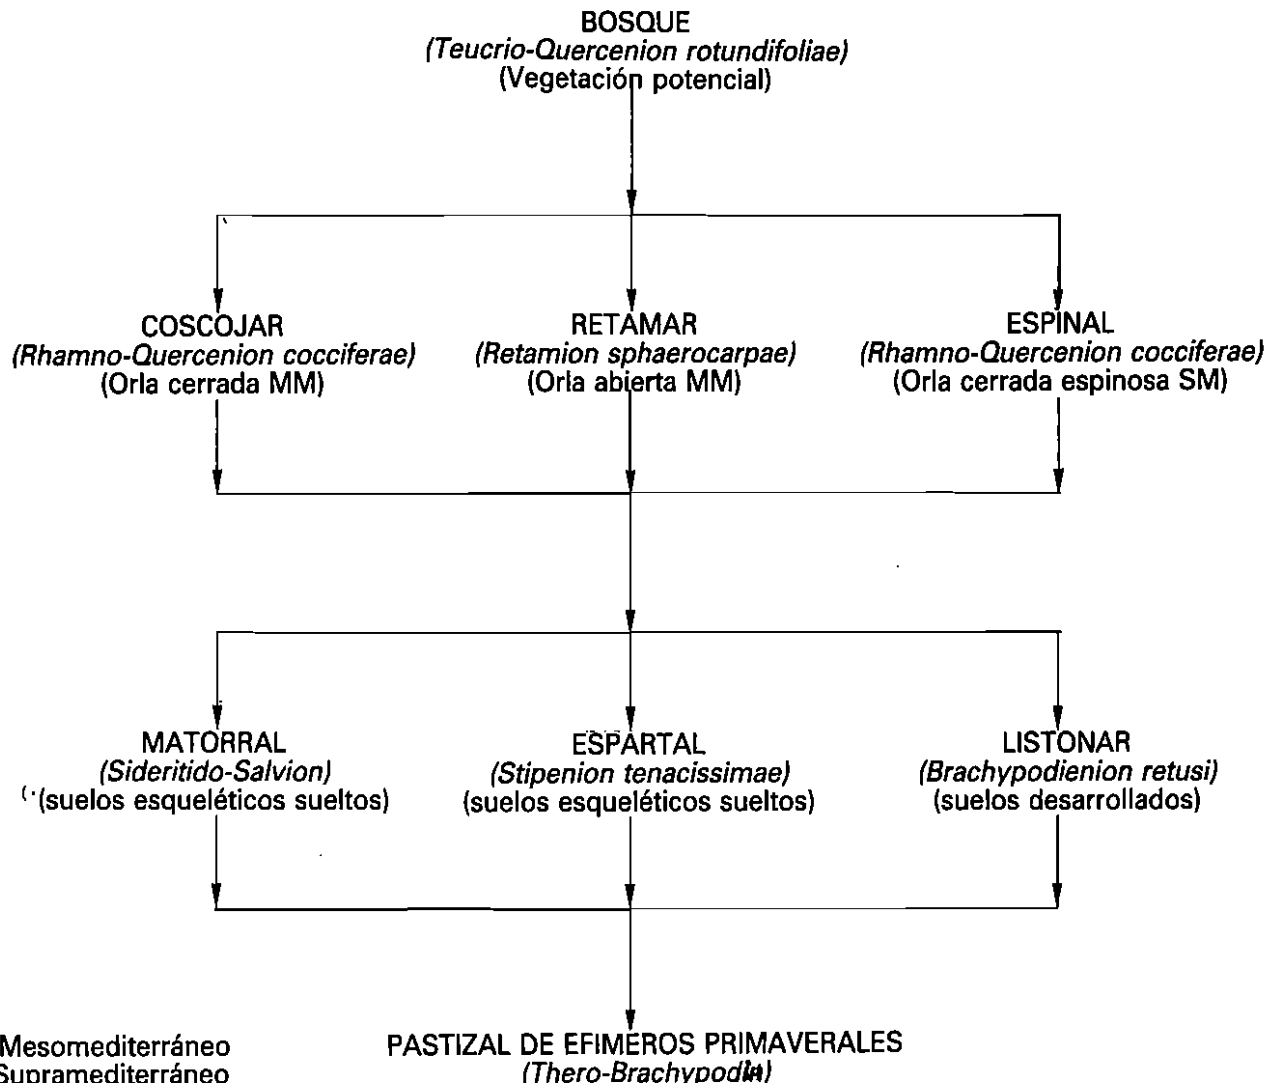 BOSQUE
(Teucrio-Quercenion rotundifoliae)
(Vegetación potencial)
COSCOJAR
(Rhamno-Quercenion cocciferae)
(Orla cerrada MM)
RETAMAR
(Retamion sphaerocarpae)
(Orla abierta MM)
ESPINAL
(Rhamno-Quercenion cocciferae)
(Orla cerrada espinosa SM)
MATORRAL
(Sideritido-Salvion)
(suelos esqueléticos sueltos)
ESPARTAL
(Stipenion tenacissimae)
(suelos esqueléticos sueltos)
LISTONAR
(Brachypodienion retusi)
(suelos desarrollados)
Mesomediterráneo
Supramediterráneo
PASTIZAL DE EFIMEROS PRIMAVERALES